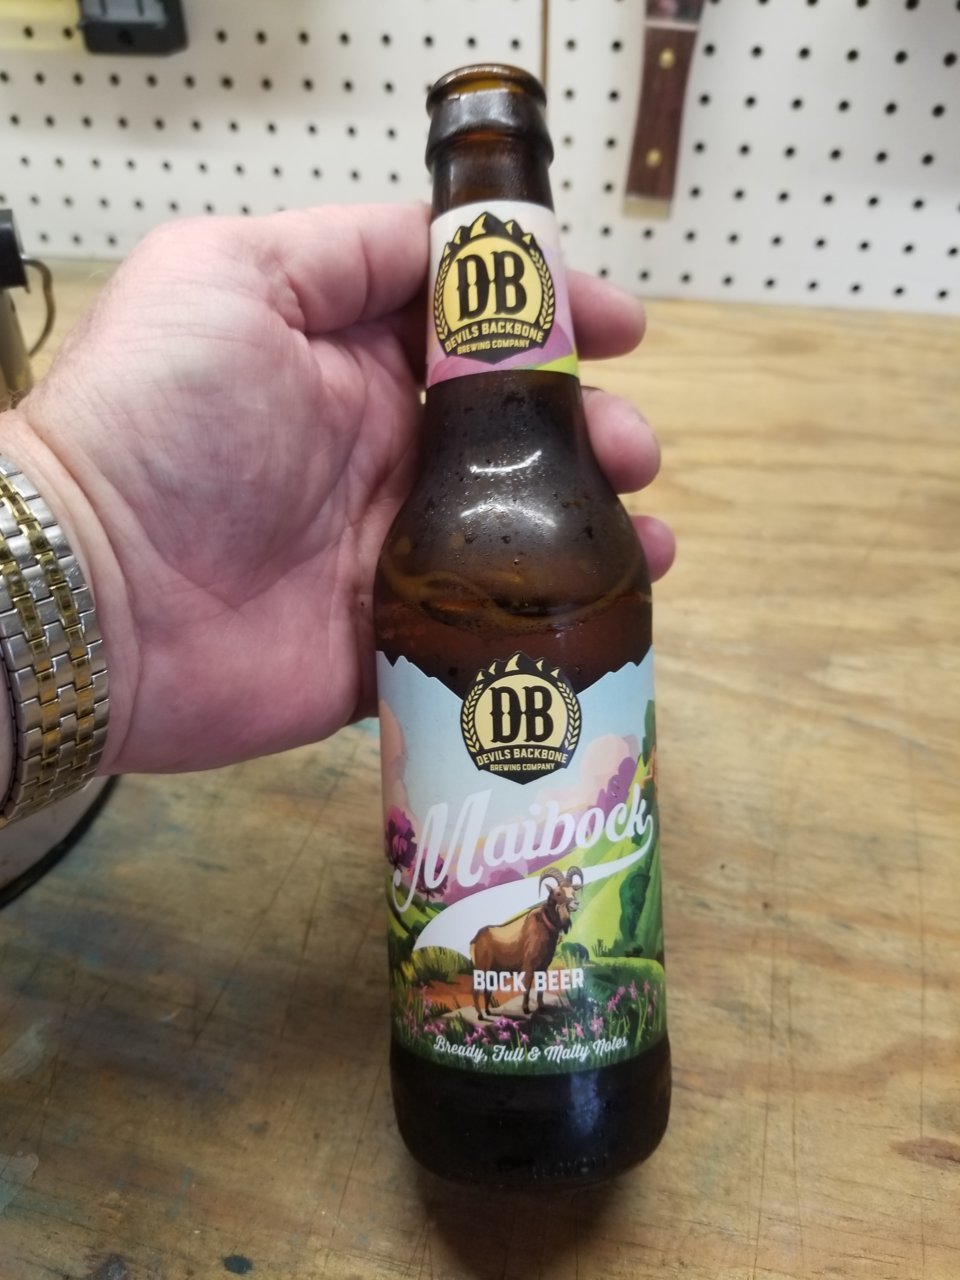 DB
DEVILS BACKBONE
BREWING COMPANY
DB
DEVILS BACKBONE
BREWING COMPANY
Maibock
BOCK BEER
Bready, Full & Malty Notes